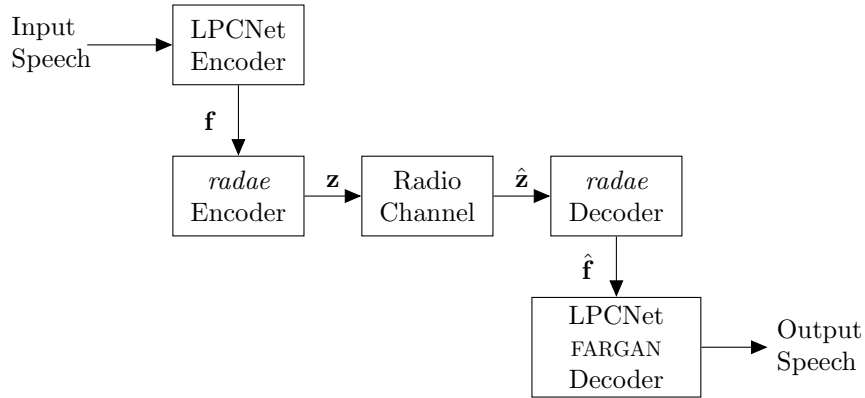 Input
Speech
LPCNet
Encoder
f
radae
Encoder
z
Radio
Channel
ẑ
radae
Decoder
f̂
LPCNet
FARGAN
Decoder
Output
Speech